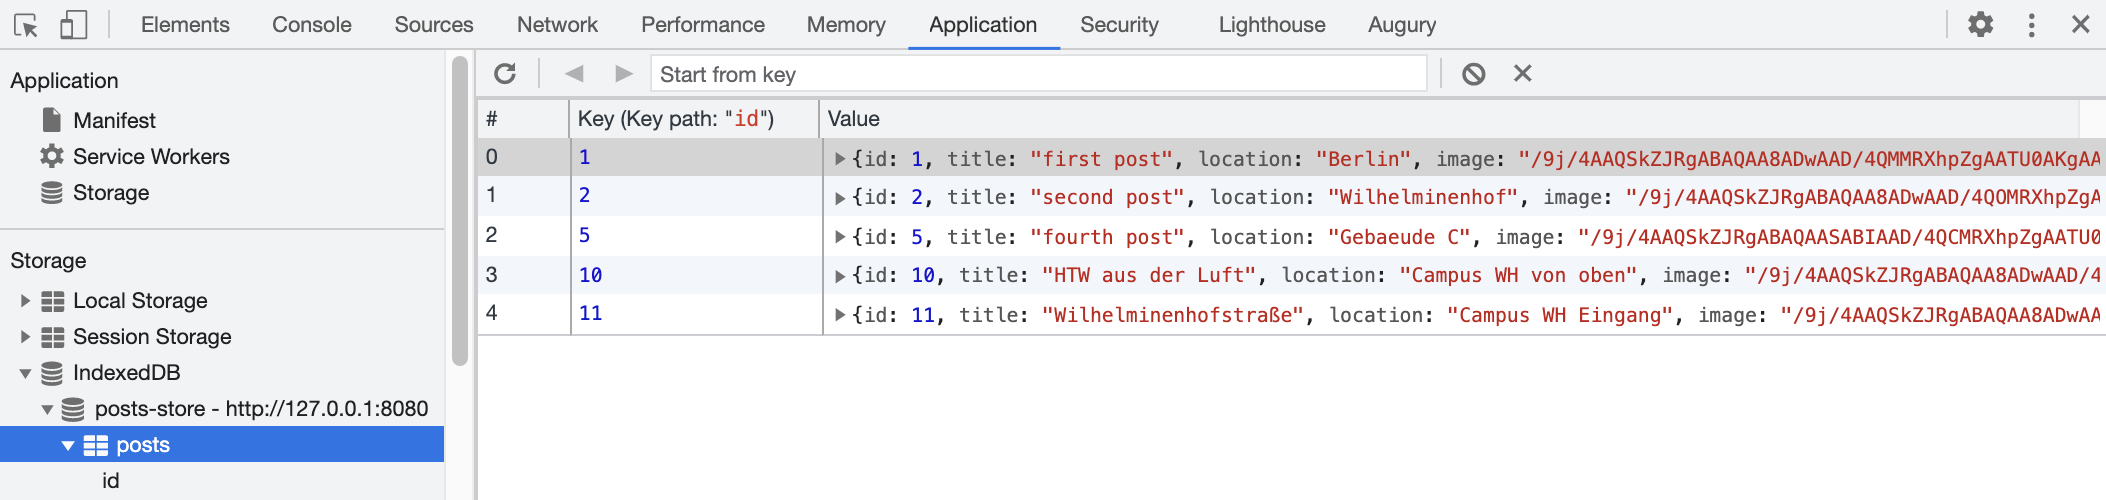 Elements Console Sources Network Performance Memory Application Security Lighthouse Augury
Application
Manifest
Service Workers
Storage
Storage
Local Storage
Session Storage
IndexedDB
posts-store - http://127.0.0.1:8080
posts
id
Start from key
# Key (Key path: "id") Value
0 1 {id: 1, title: "first post", location: "Berlin", image: "/9j/4AAQSkZJRgABAQAA8ADwAAD/4QMMRXhpZgAATU0AKgAA
1 2 {id: 2, title: "second post", location: "Wilhelminenhof", image: "/9j/4AAQSkZJRgABAQAA8ADwAAD/4QOMRXhpZgA
2 5 {id: 5, title: "fourth post", location: "Gebaeude C", image: "/9j/4AAQSkZJRgABAQAASABIAAD/4QCMRXhpZgAATU0
3 10 {id: 10, title: "HTW aus der Luft", location: "Campus WH von oben", image: "/9j/4AAQSkZJRgABAQAA8ADwAAD/4
4 11 {id: 11, title: "Wilhelminenhofstraße", location: "Campus WH Eingang", image: "/9j/4AAQSkZJRgABAQAA8ADwAA